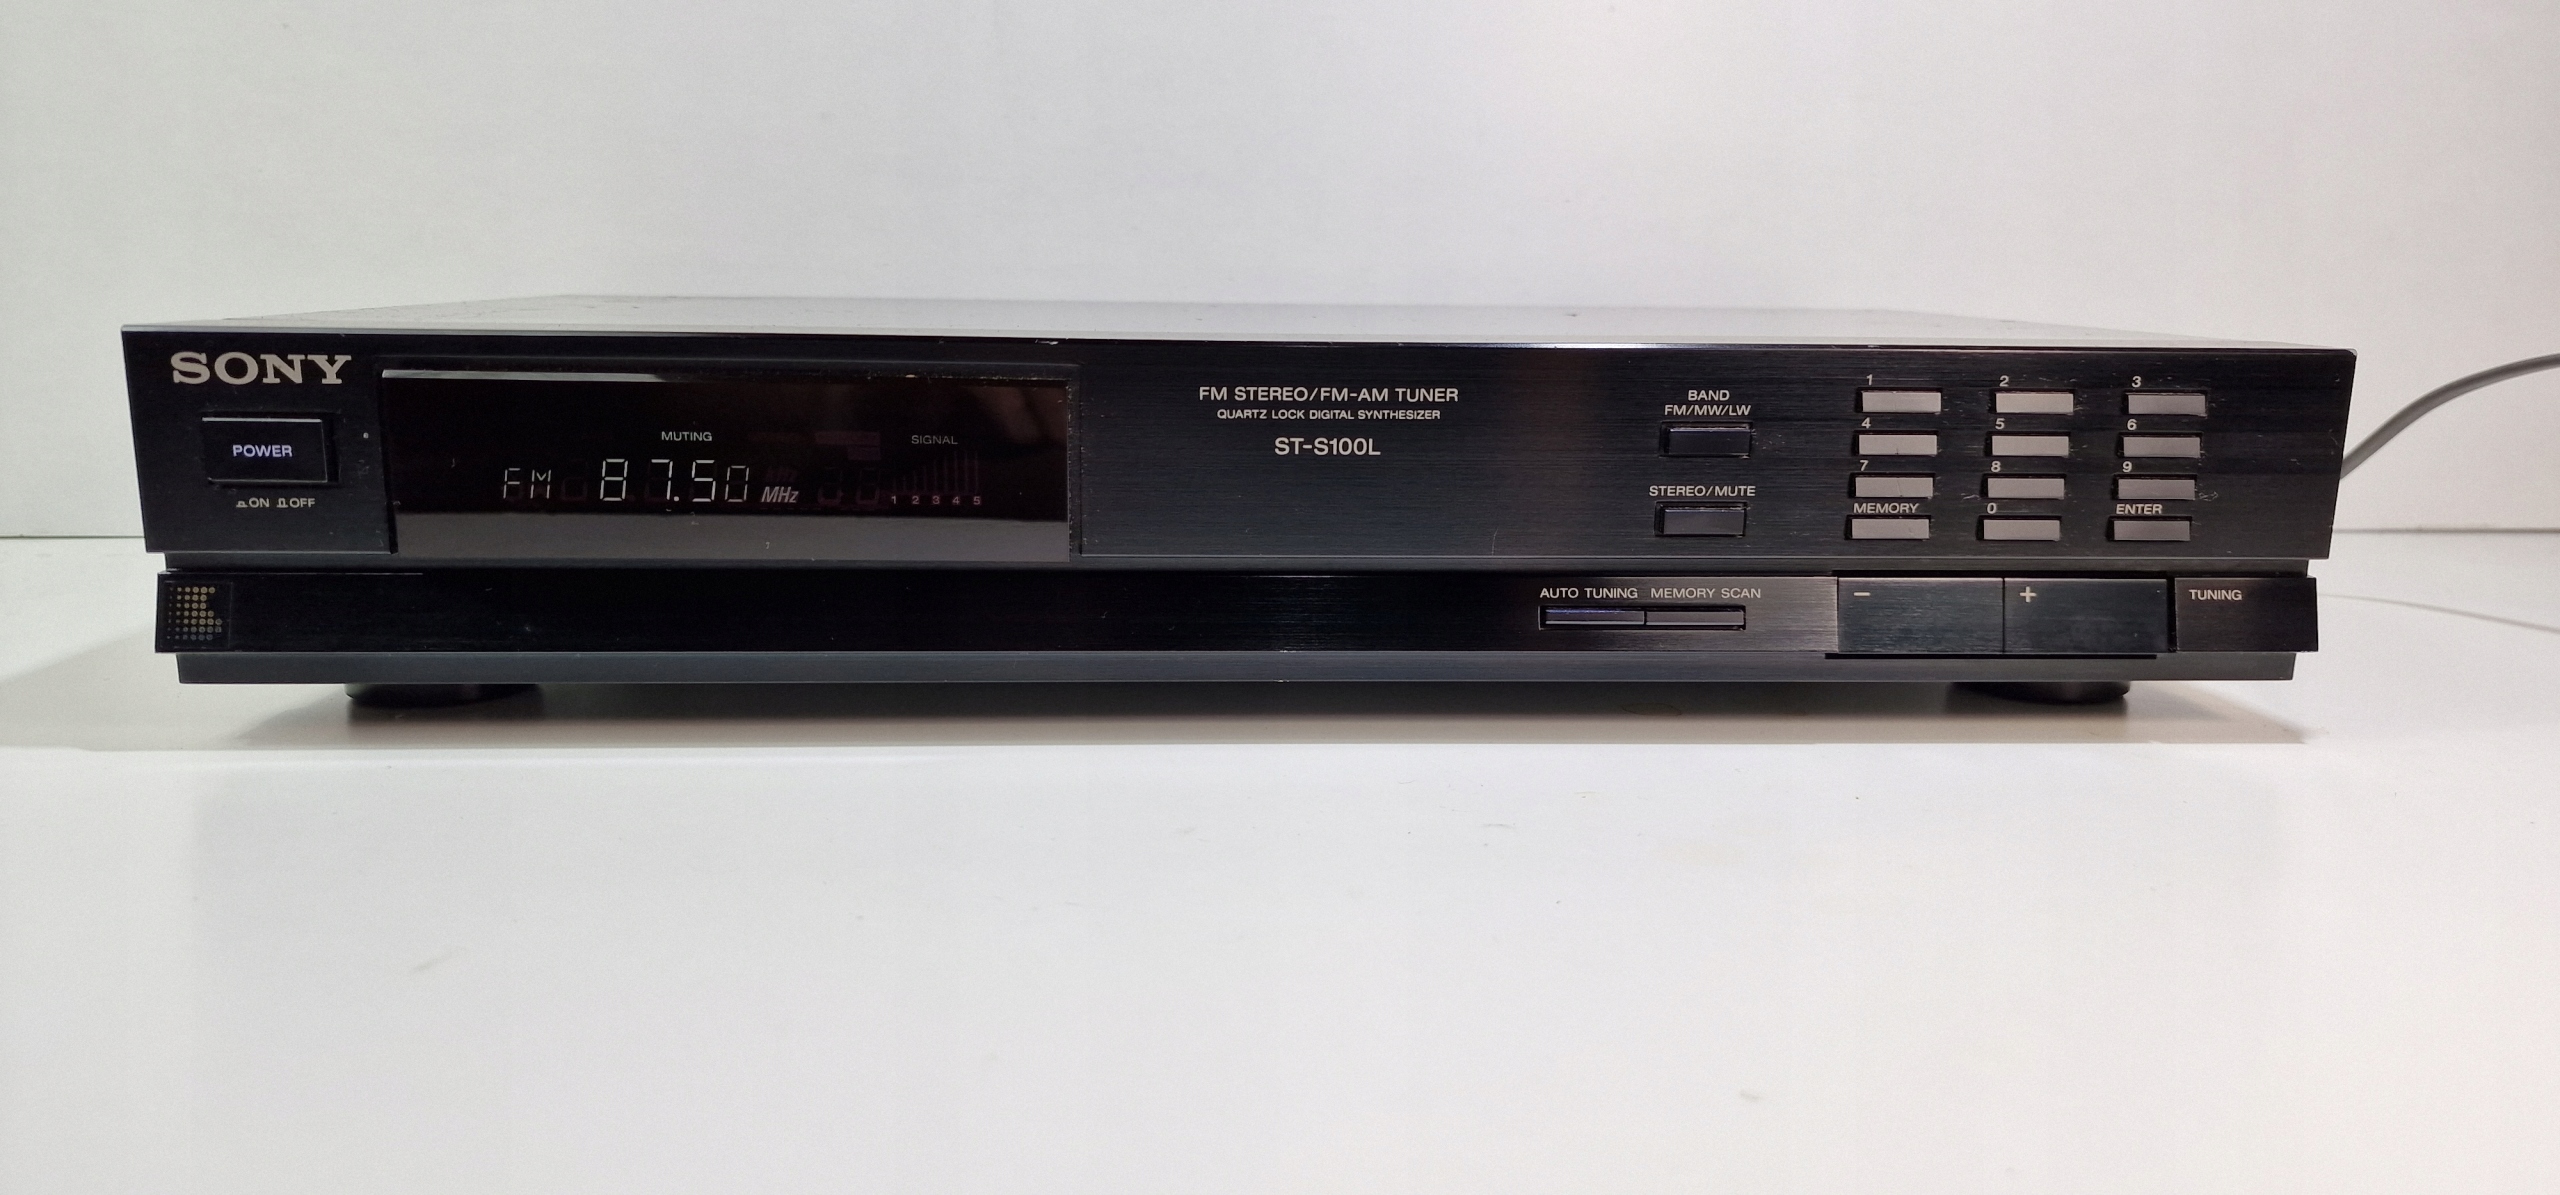 SONY
POWER
ON OFF
MUTING
SIGNAL
FM 87.50 MHz
1 2 3 4 5
FM STEREO/FM-AM TUNER
QUARTZ LOCK DIGITAL SYNTHESIZER
ST-S100L
BAND
FM/MW/LW
STEREO/MUTE
1 2 3
4 5 6
7 8 9
MEMORY 0 ENTER
AUTO TUNING MEMORY SCAN
− + TUNING